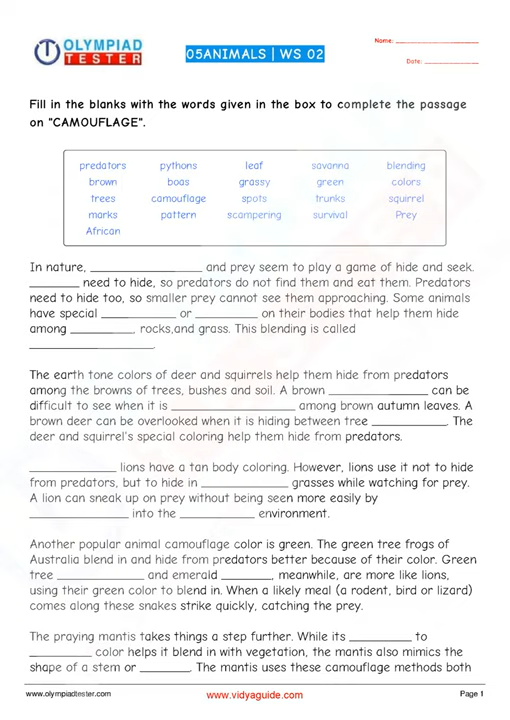 OLYMPIAD
TESTER
05ANIMALS | WS 02
Name: ____________
Date: ____________
Fill in the blanks with the words given in the box to complete the passage
on "CAMOUFLAGE".
predators pythons leaf savanna blending
brown boas grassy green colors
trees camouflage spots trunks squirrel
marks pattern scampering survival Prey
African
In nature, ____________ and prey seem to play a game of hide and seek.
________ need to hide, so predators do not find them and eat them. Predators
need to hide too, so smaller prey cannot see them approaching. Some animals
have special ____________ or __________ on their bodies that help them hide
among __________, rocks,and grass. This blending is called
____________________.
The earth tone colors of deer and squirrels help them hide from predators
among the browns of trees, bushes and soil. A brown ________________ can be
difficult to see when it is ____________________ among brown autumn leaves. A
brown deer can be overlooked when it is hiding between tree ____________. The
deer and squirrel's special coloring help them hide from predators.
______________ lions have a tan body coloring. However, lions use it not to hide
from predators, but to hide in ______________ grasses while watching for prey.
A lion can sneak up on prey without being seen more easily by
________________ into the ____________ environment.
Another popular animal camouflage color is green. The green tree frogs of
Australia blend in and hide from predators better because of their color. Green
tree ______________ and emerald ________, meanwhile, are more like lions,
using their green color to blend in. When a likely meal (a rodent, bird or lizard)
comes along these snakes strike quickly, catching the prey.
The praying mantis takes things a step further. While its __________ to
__________ color helps it blend in with vegetation, the mantis also mimics the
shape of a stem or ________. The mantis uses these camouflage methods both
www.olympiadtester.com www.vidyaguide.com Page 1